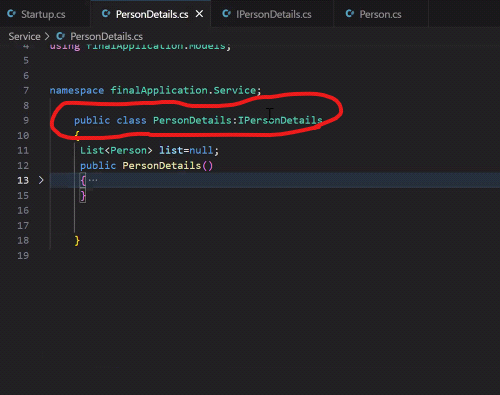 Startup.cs PersonDetails.cs IPersonDetails.cs Person.cs
Service > PersonDetails.cs
4 using finalApplication.Models;
5
6
7 namespace finalApplication.Service;
8
9 public class PersonDetails:IPersonDetails
10 {
11 List<Person> list=null;
12 public PersonDetails()
13 { ...
15 }
16
17
18 }
19